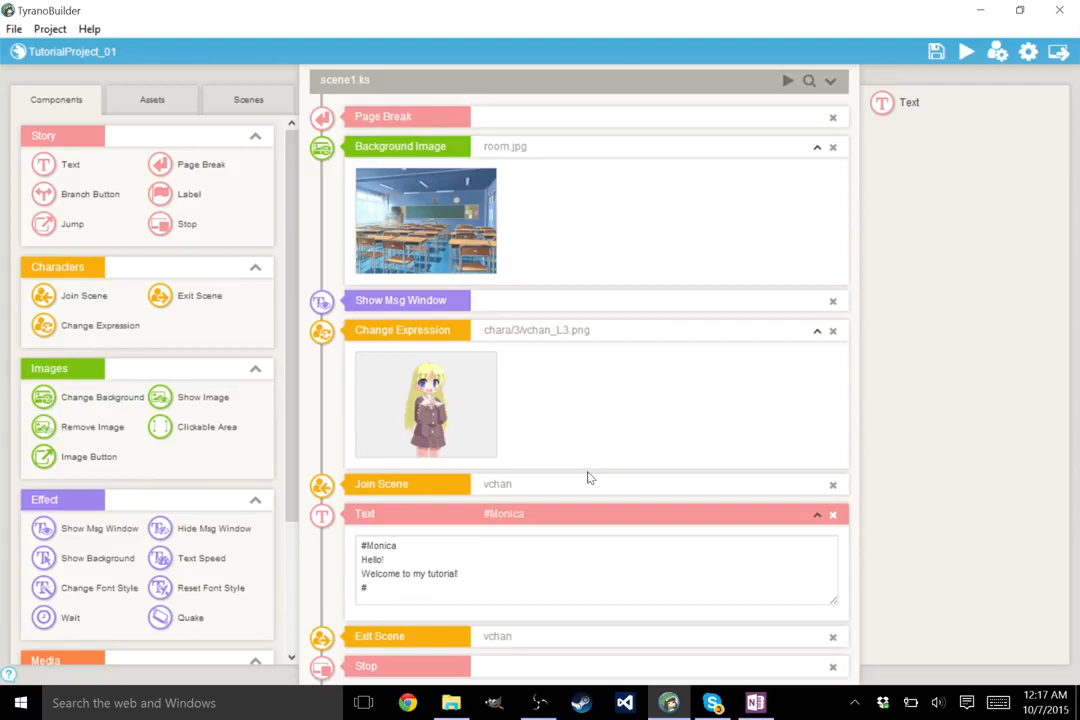 TyranoBuilder
File Project Help
TutorialProject_01
Components Assets Scenes
Story
Text Page Break
Branch Button Label
Jump Stop
Characters
Join Scene Exit Scene
Change Expression
Images
Change Background Show Image
Remove Image Clickable Area
Image Button
Effect
Show Msg Window Hide Msg Window
Show Background Text Speed
Change Font Style Reset Font Style
Wait Quake
Media
scene1.ks
Page Break
Background Image room.jpg
Show Msg Window
Change Expression chara/3/vchan_L3.png
Join Scene vchan
Text #Monica
#Monica
Hello!
Welcome to my tutorial!
#
Exit Scene vchan
Stop
T Text
Search the web and Windows
12:17 AM
10/7/2015